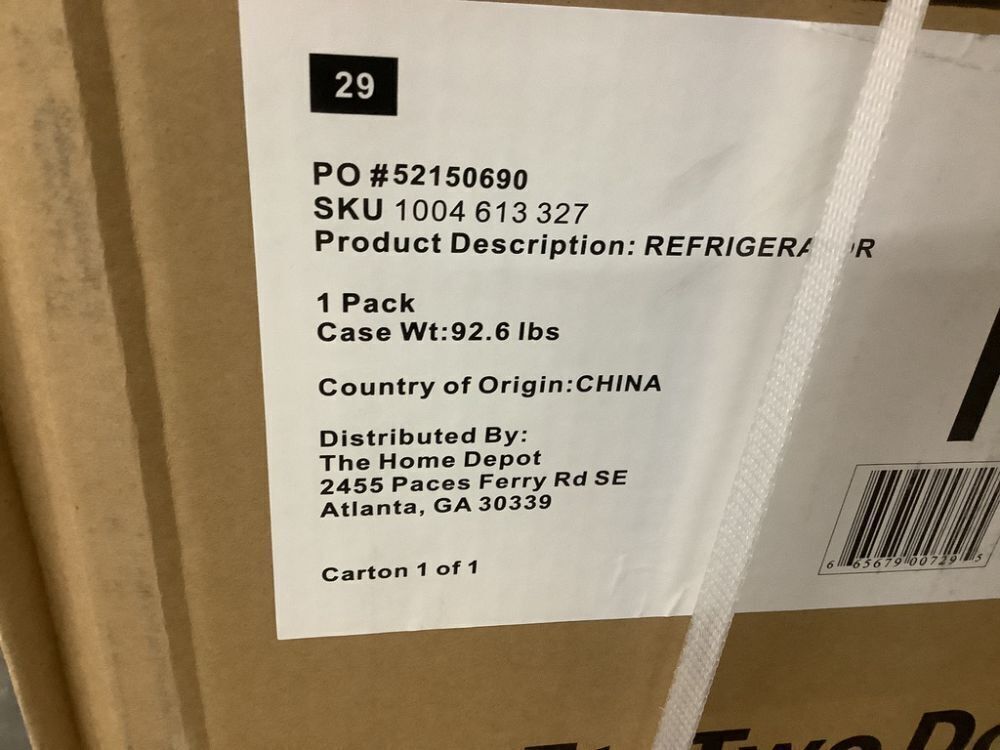 29
PO #52150690
SKU 1004 613 327
Product Description: REFRIGERATOR
1 Pack
Case Wt:92.6 lbs
Country of Origin:CHINA
Distributed By:
The Home Depot
2455 Paces Ferry Rd SE
Atlanta, GA 30339
Carton 1 of 1
6 65679 00729 5
Two